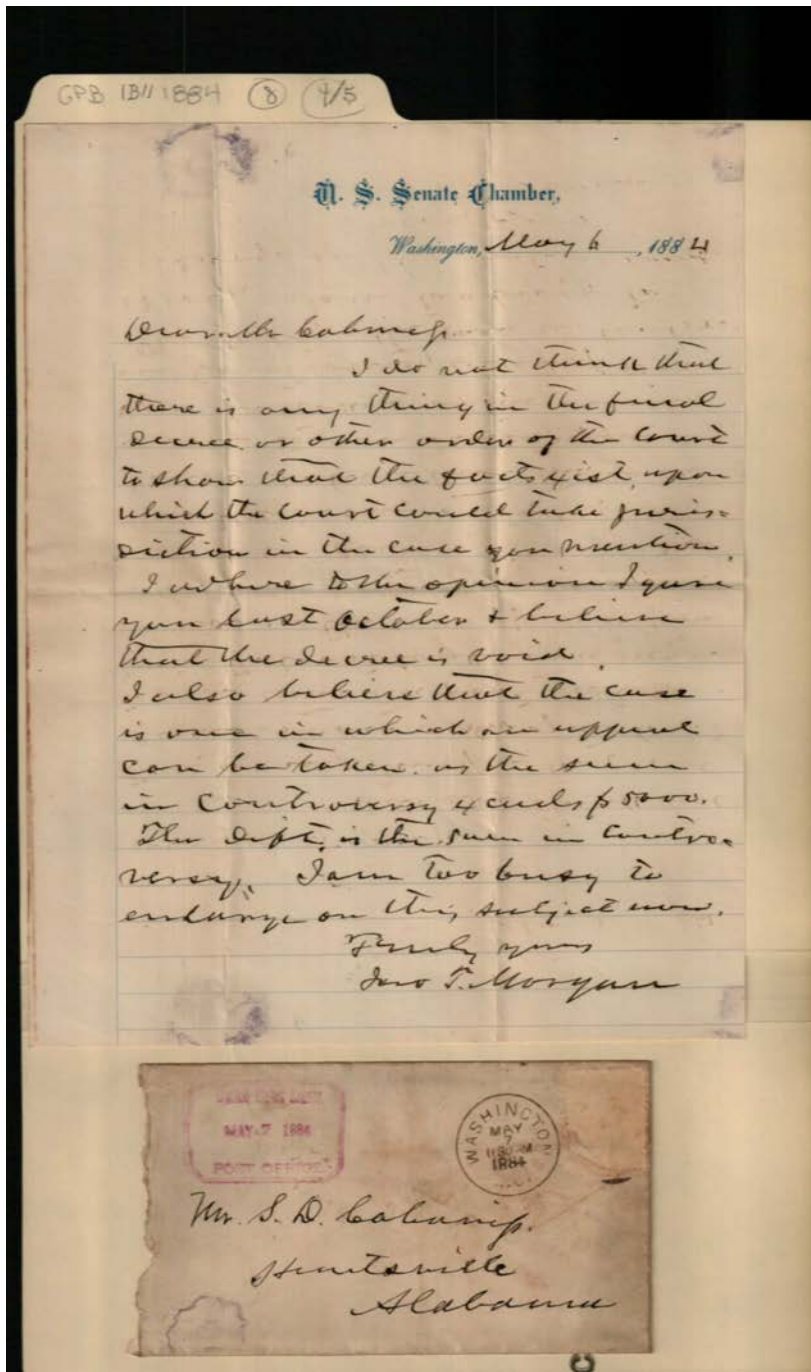 GPB 1B11 1884 8 4/5
U. S. Senate Chamber,
Washington, May 6, 1884
Dear Mr Cabaniss.
I do not think that
there is any thing in the final
decree or other orders of the Court
to show that the facts exist, upon
which the Court could take juris-
diction in the case you mention.
I adhere to the opinion I gave
you last October & believe
that the decree is void.
I also believe that the case
is one in which an appeal
can be taken as the sum
in controversy exceeds $5000.
The Deft. is the sum in contro-
versy. I am too busy to
enlarge on this subject now.
Truly yours
Jno T. Morgan
MAY 7 1884
POST OFFICE
WASHINGTON
MAY
7
1884
Mr. S. D. Cabaniss.
Huntsville
Alabama